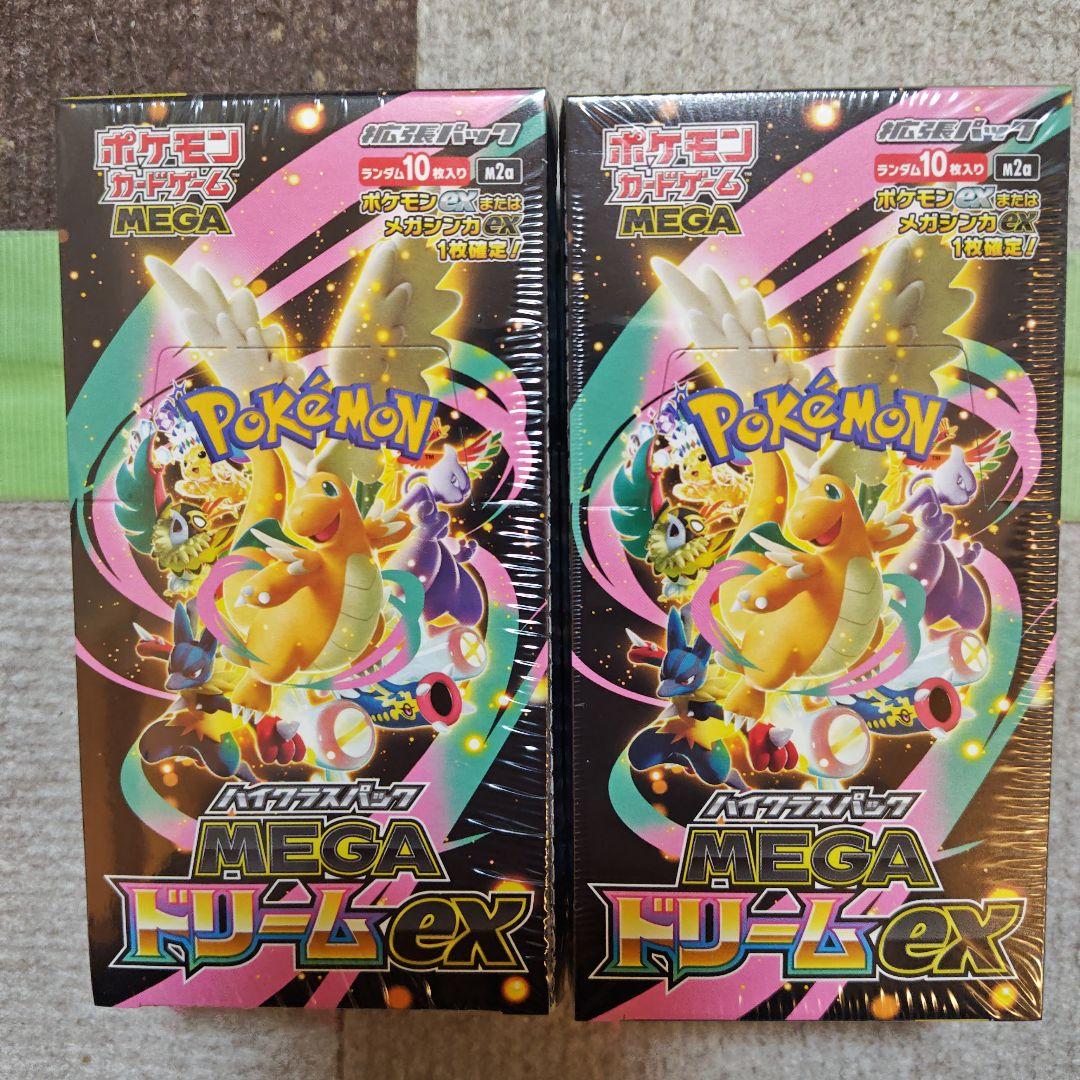 ポケモン
カードゲーム™
MEGA
拡張パック
ランダム10枚入り
M2a
ポケモンexまたは
メガシンカex
1枚確定!
POKÉMON
™
ハイクラスパック
MEGA
ドリームex
ポケモン
カードゲーム™
MEGA
拡張パック
ランダム10枚入り
M2a
ポケモンexまたは
メガシンカex
1枚確定!
POKÉMON
™
ハイクラスパック
MEGA
ドリームex